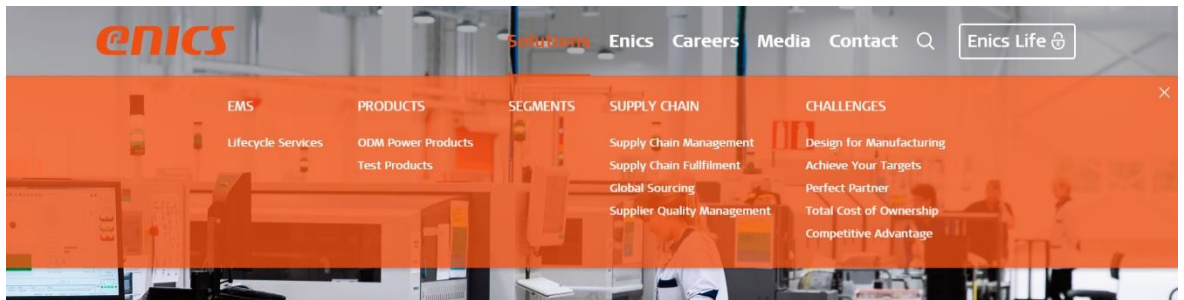 enics
Solutions Enics Careers Media Contact Enics Life
EMS
Lifecycle Services
PRODUCTS
ODM Power Products
Test Products
SEGMENTS
SUPPLY CHAIN
Supply Chain Management
Supply Chain Fullfilment
Global Sourcing
Supplier Quality Management
CHALLENGES
Design for Manufacturing
Achieve Your Targets
Perfect Partner
Total Cost of Ownership
Competitive Advantage